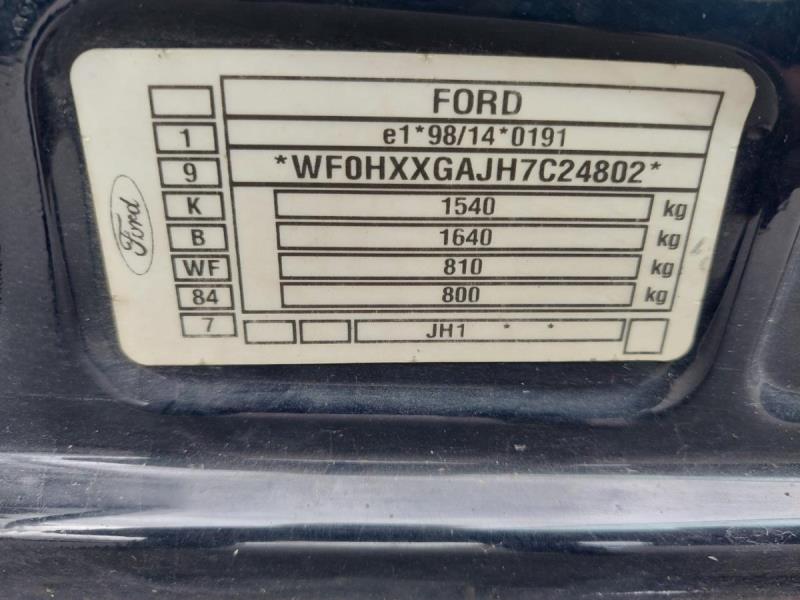 FORD
1 e1*98/14*0191
9 *WF0HXXGAJH7C24802*
K 1540 kg
B 1640 kg
WF 810 kg
84 800 kg
7 JH1 * *
Ford